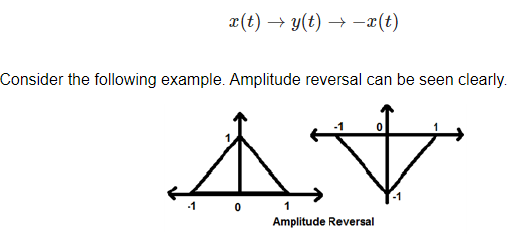 x(t) → y(t) → −x(t)
Consider the following example. Amplitude reversal can be seen clearly.
1
-1 0 1
-1 0 1
-1
Amplitude Reversal